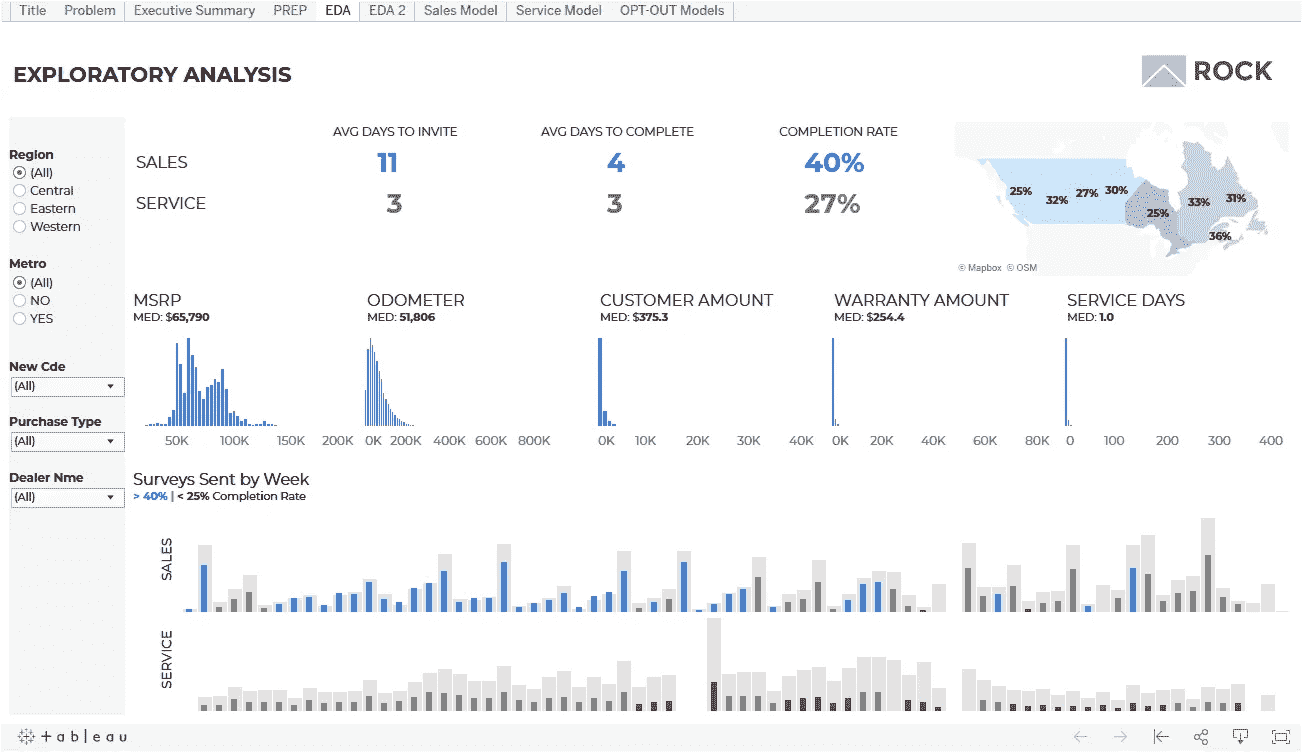 Title Problem Executive Summary PREP EDA EDA 2 Sales Model Service Model OPT-OUT Models
EXPLORATORY ANALYSIS
ROCK
Region
(All)
Central
Eastern
Western
Metro
(All)
NO
YES
New Cde
(All)
Purchase Type
(All)
Dealer Nme
(All)
AVG DAYS TO INVITE AVG DAYS TO COMPLETE COMPLETION RATE
SALES 11 4 40%
SERVICE 3 3 27%
25% 32% 27% 30% 25% 33% 31% 36%
© Mapbox © OSM
MSRP ODOMETER CUSTOMER AMOUNT WARRANTY AMOUNT SERVICE DAYS
MED: $65,790 MED: 51,806 MED: $375.3 MED: $254.4 MED: 1.0
50K 100K 150K 200K 0K 200K 400K 600K 800K 0K 10K 20K 30K 40K 0K 20K 40K 60K 80K 0 100 200 300 400
Surveys Sent by Week
> 40% | < 25% Completion Rate
SALES
SERVICE
+ a b | e a u